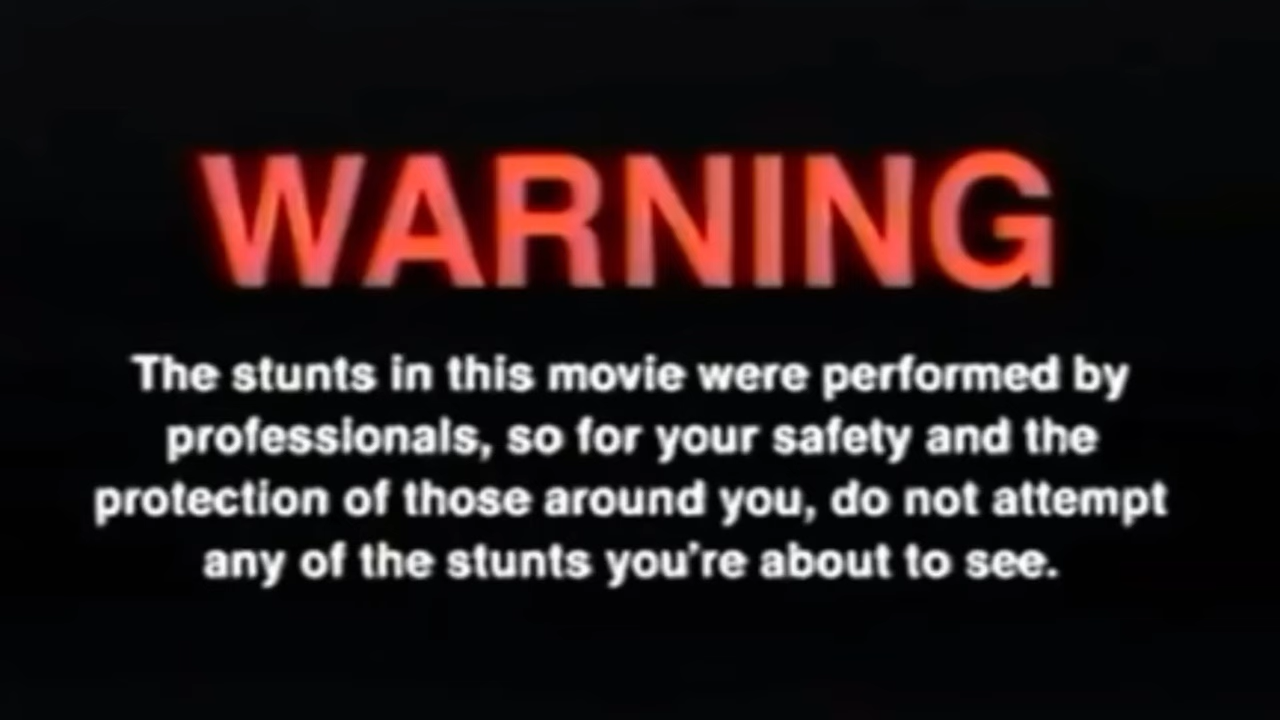 WARNING
The stunts in this movie were performed by
professionals, so for your safety and the
protection of those around you, do not attempt
any of the stunts you're about to see.